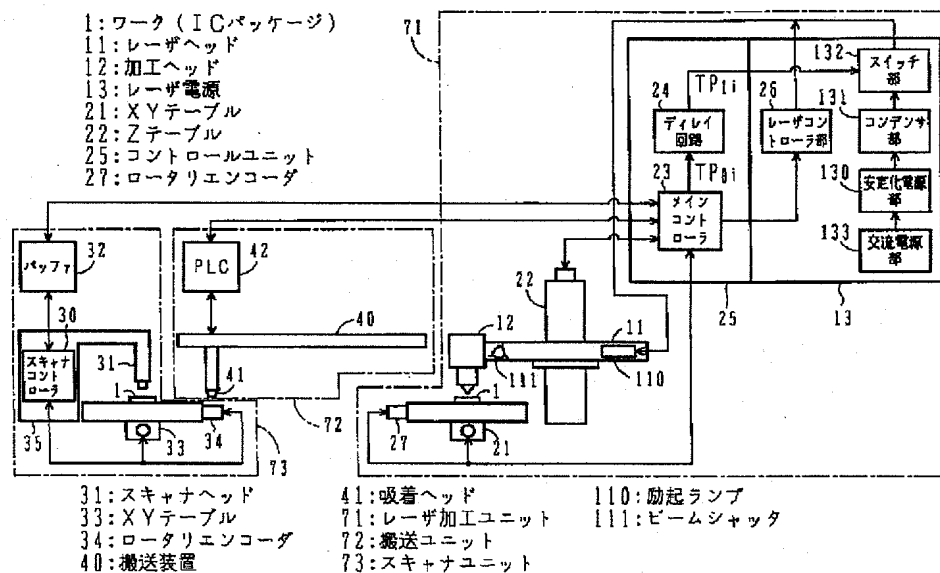 1:ワーク(ICパッケージ)
11:レーザヘッド
12:加工ヘッド
13:レーザ電源
21:XYテーブル
22:Zテーブル
25:コントロールユニット
27:ロータリエンコーダ
71
132
スイッチ部
TP1i
24
ディレイ回路
26
レーザコントローラ部
131
コンデンサ部
TP0i
23
メインコントローラ
130
安定化電源部
133
交流電源部
25
13
32
バッファ
42
PLC
30
スキャナコントローラ
31
1
35
33
34
73
40
41
72
22
12
11
111
110
1
27
21
31:スキャナヘッド
33:XYテーブル
34:ロータリエンコーダ
40:搬送装置
41:吸着ヘッド
71:レーザ加工ユニット
72:搬送ユニット
73:スキャナユニット
110:励起ランプ
111:ビームシャッタ